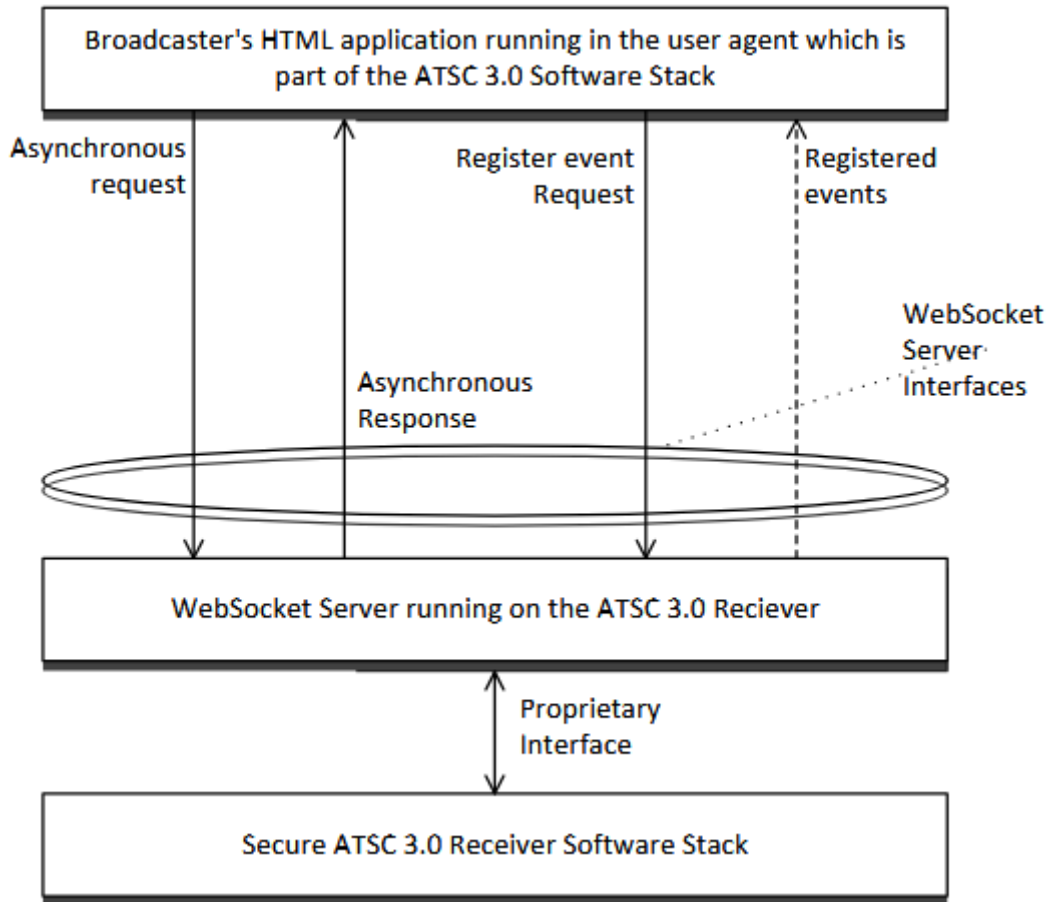 Broadcaster's HTML application running in the user agent which is
part of the ATSC 3.0 Software Stack
Asynchronous
request
Register event
Request
Registered
events
WebSocket
Server
Interfaces
Asynchronous
Response
WebSocket Server running on the ATSC 3.0 Reciever
Proprietary
Interface
Secure ATSC 3.0 Receiver Software Stack